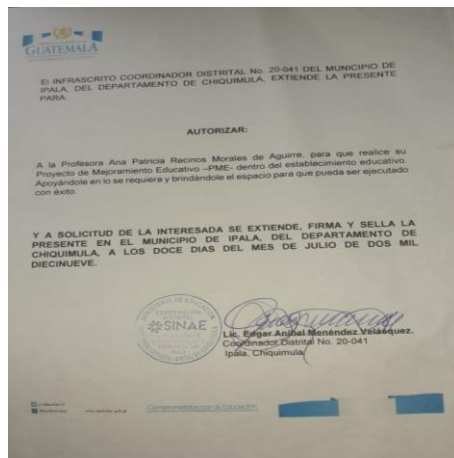 GUATEMALA
El INFRASCRITO COORDINADOR DISTRITAL No. 20-041 DEL MUNICIPIO DE
IPALA, DEL DEPARTAMENTO DE CHIQUIMULA, EXTIENDE LA PRESENTE
PARA:
AUTORIZAR:
A la Profesora Ana Patricia Recinos Morales de Aguirre, para que realice su
Proyecto de Mejoramiento Educativo –PME- dentro del establecimiento educativo.
Apoyándole en lo se requiera y brindándole el espacio para que pueda ser ejecutado
con éxito.
Y A SOLICITUD DE LA INTERESADA SE EXTIENDE, FIRMA Y SELLA LA
PRESENTE EN EL MUNICIPIO DE IPALA, DEL DEPARTAMENTO DE
CHIQUIMULA, A LOS DOCE DIAS DEL MES DE JULIO DE DOS MIL
DIECINUEVE.
MINISTERIO DE EDUCACION
SINAE
Lic. Edgar Anibal Menéndez Velásquez.
Coordinador Distrital No. 20-041
Ipala, Chiquimula
Comprometidos con la Educación